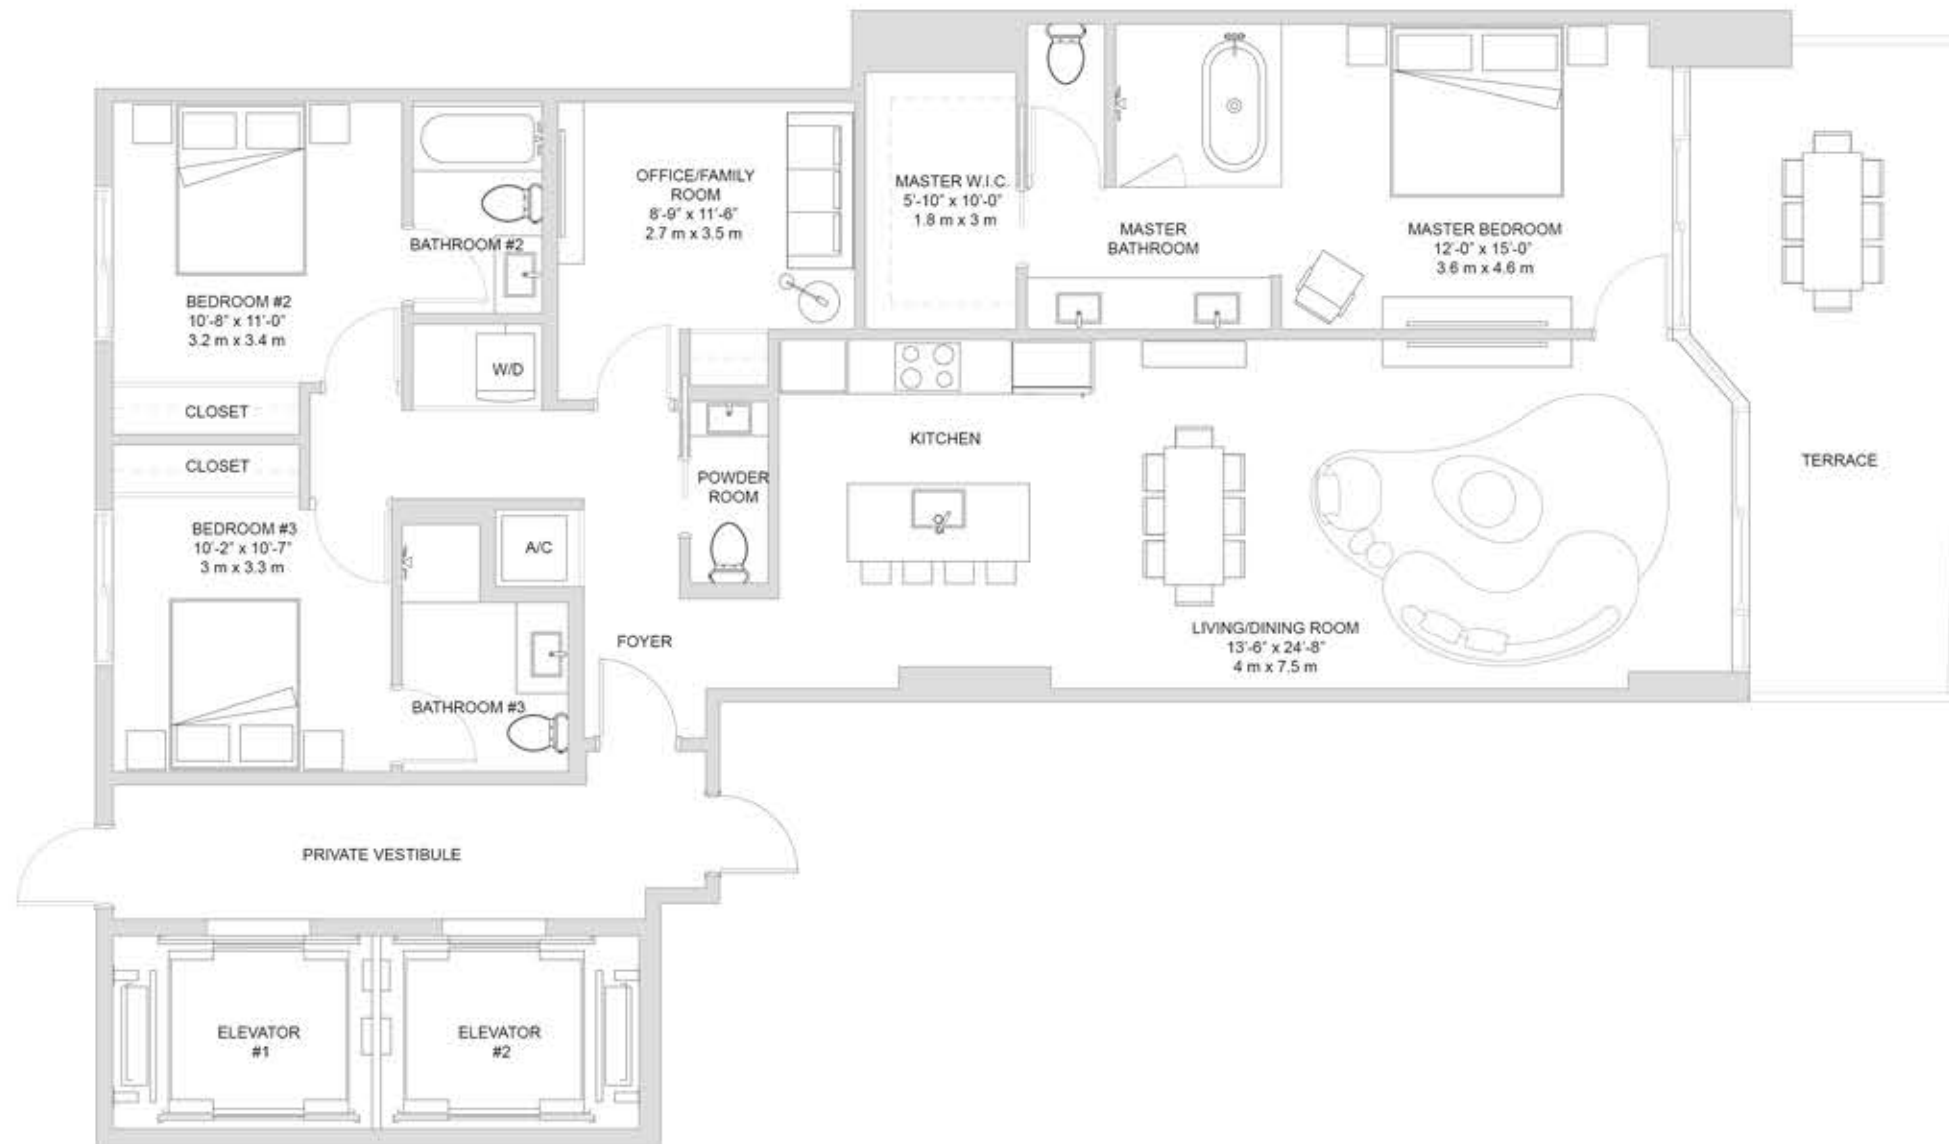 BEDROOM #2
10'-8" x 11'-0"
3.2 m x 3.4 m
CLOSET
BATHROOM #2
W/D
OFFICE/FAMILY
ROOM
8'-9" x 11'-6"
2.7 m x 3.5 m
MASTER W.I.C.
5'-10" x 10'-0"
1.8 m x 3 m
MASTER
BATHROOM
MASTER BEDROOM
12'-0" x 15'-0"
3.6 m x 4.6 m
TERRACE
CLOSET
BEDROOM #3
10'-2" x 10'-7"
3 m x 3.3 m
A/C
BATHROOM #3
POWDER
ROOM
FOYER
KITCHEN
LIVING/DINING ROOM
13'-6" x 24'-8"
4 m x 7.5 m
PRIVATE VESTIBULE
ELEVATOR
#1
ELEVATOR
#2